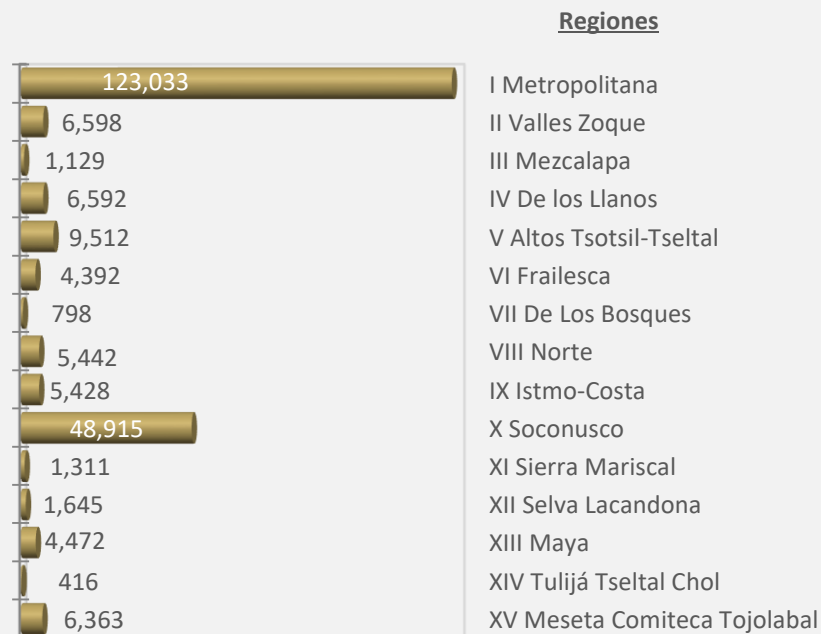 Regiones
123,033 I Metropolitana
6,598 II Valles Zoque
1,129 III Mezcalapa
6,592 IV De los Llanos
9,512 V Altos Tsotsil-Tseltal
4,392 VI Frailesca
798 VII De Los Bosques
5,442 VIII Norte
5,428 IX Istmo-Costa
48,915 X Soconusco
1,311 XI Sierra Mariscal
1,645 XII Selva Lacandona
4,472 XIII Maya
416 XIV Tulijá Tseltal Chol
6,363 XV Meseta Comiteca Tojolabal